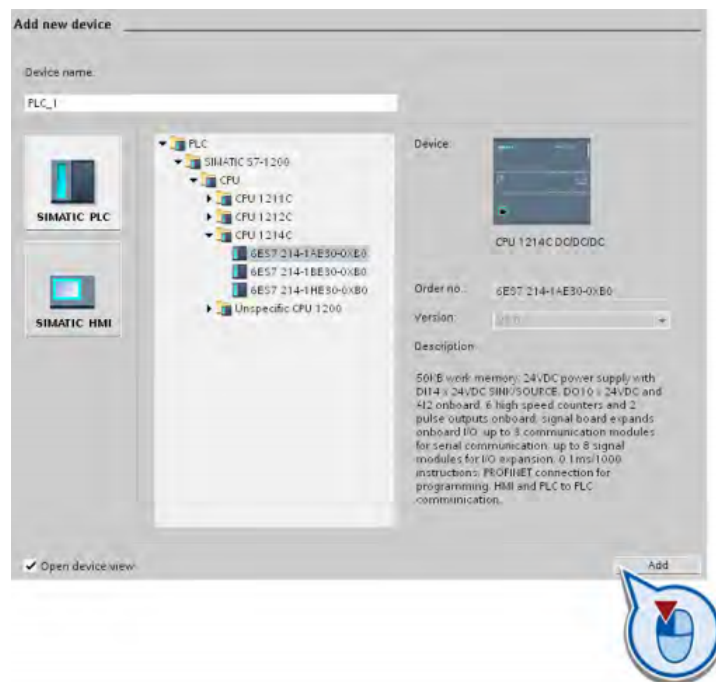 Add new device
Device name:
PLC_1
SIMATIC PLC
SIMATIC HMI
PLC
SIMATIC S7-1200
CPU
CPU 1211C
CPU 1212C
CPU 1214C
6ES7 214-1AE30-0XB0
6ES7 214-1BE30-0XB0
6ES7 214-1HE30-0XB0
Unspecific CPU 1200
Device:
CPU 1214C DC/DC/DC
Order no.:
6ES7 214-1AE30-0XB0
Version:
Description:
50KB work memory; 24VDC power supply with
DI14 x 24VDC SINK/SOURCE, DO10 x 24VDC and
AI2 onboard; 6 high speed counters and 2
pulse outputs onboard; signal board expands
onboard I/O; up to 3 communication modules
for serial communication; up to 8 signal
modules for I/O expansion; 0.1ms/1000
instructions; PROFINET connection for
programming, HMI and PLC to PLC
communication.
Open device view
Add